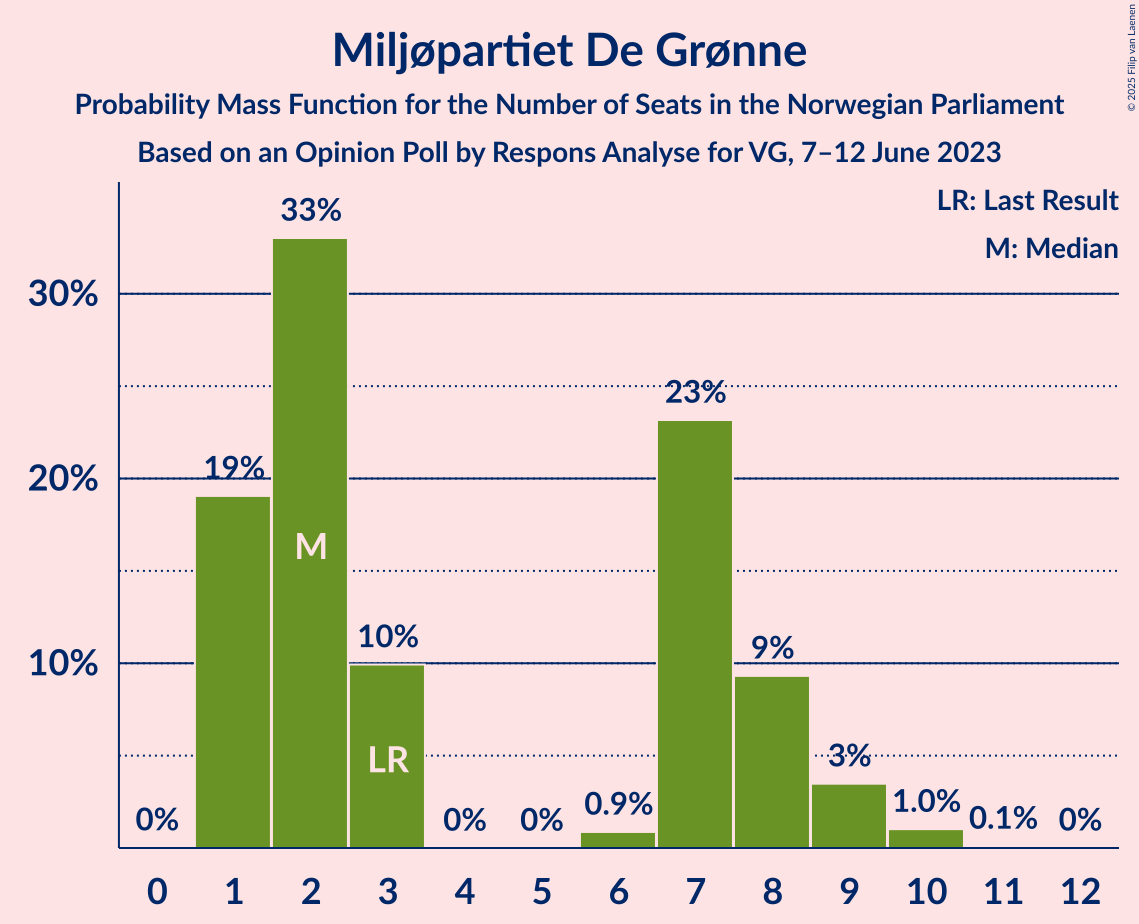 Miljøpartiet De Grønne
Probability Mass Function for the Number of Seats in the Norwegian Parliament
Based on an Opinion Poll by Respons Analyse for VG, 7–12 June 2023
© 2025 Filip van Laenen
LR: Last Result
M: Median
33%
30%
23%
20%
19%
M
10%
10%
9%
LR
3%
0%
0%
0%
0.9%
1.0%
0.1%
0%
0 1 2 3 4 5 6 7 8 9 10 11 12